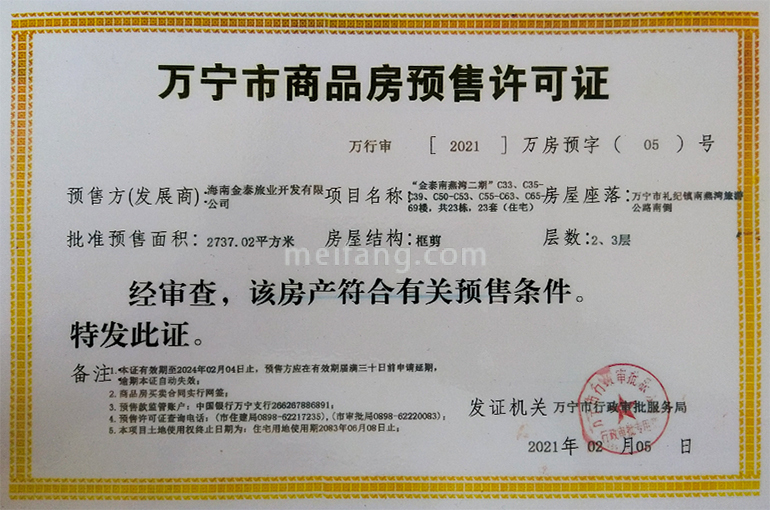 万宁市商品房预售许可证
万行审 [ 2021 ] 万房预字( 05 )号
预售方(发展商): 海南金泰旅业开发有限公司
项目名称: “金泰南燕湾二期”C33、C35-C39、C50-C53、C55-C63、C65-69楼，共23栋，23套（住宅）
房屋座落: 万宁市礼纪镇南燕湾旅游公路南侧
批准预售面积: 2737.02平方米
房屋结构: 框剪
层数: 2、3层
meifang.com
经审查，该房产符合有关预售条件。
特发此证。
备注:
1.本证有效期至2024年02月04日止，预售方应在有效期届满三十日前申请延期，
逾期本证自动失效；
2. 商品房买卖合同实行网签；
3. 预售款监管账户：中国银行万宁支行266267886891；
4. 预售许可证查询电话：（市住建局0898-62217235），（市审批局0898-62220083）；
5. 本项目土地使用权终止日期为：住宅用地使用期2083年06月08日止；
发证机关 万宁市行政审批服务局
2021年 02 月05 日